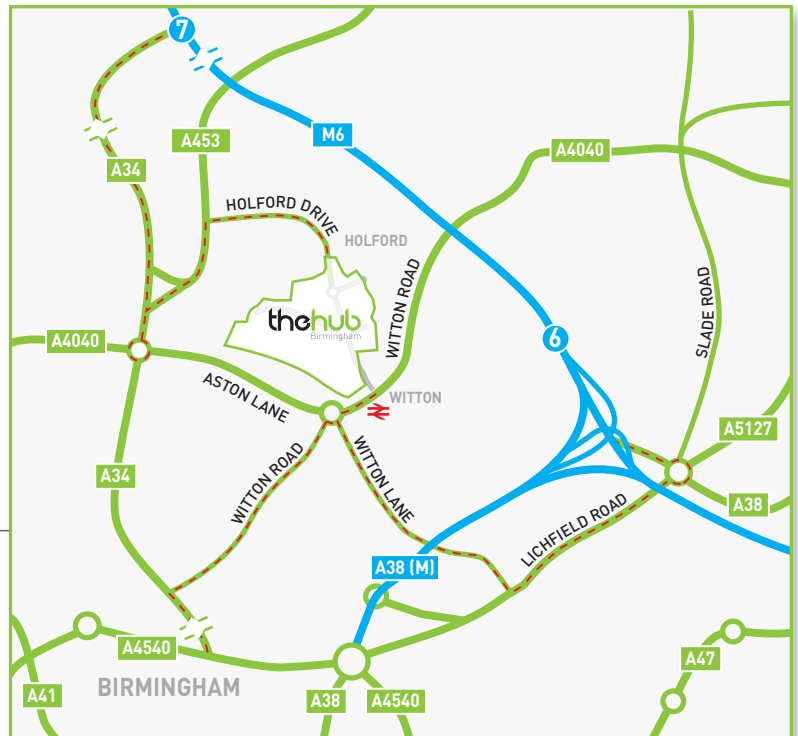 7
A453
M6
A34
A4040
HOLFORD DRIVE
HOLFORD
WITTON ROAD
SLADE ROAD
thehub
Birmingham
6
A4040
ASTON LANE
WITTON
A5127
A34
WITTON ROAD
WITTON LANE
A38
LICHFIELD ROAD
A38 (M)
A4540
A47
BIRMINGHAM
A41
A38
A4540